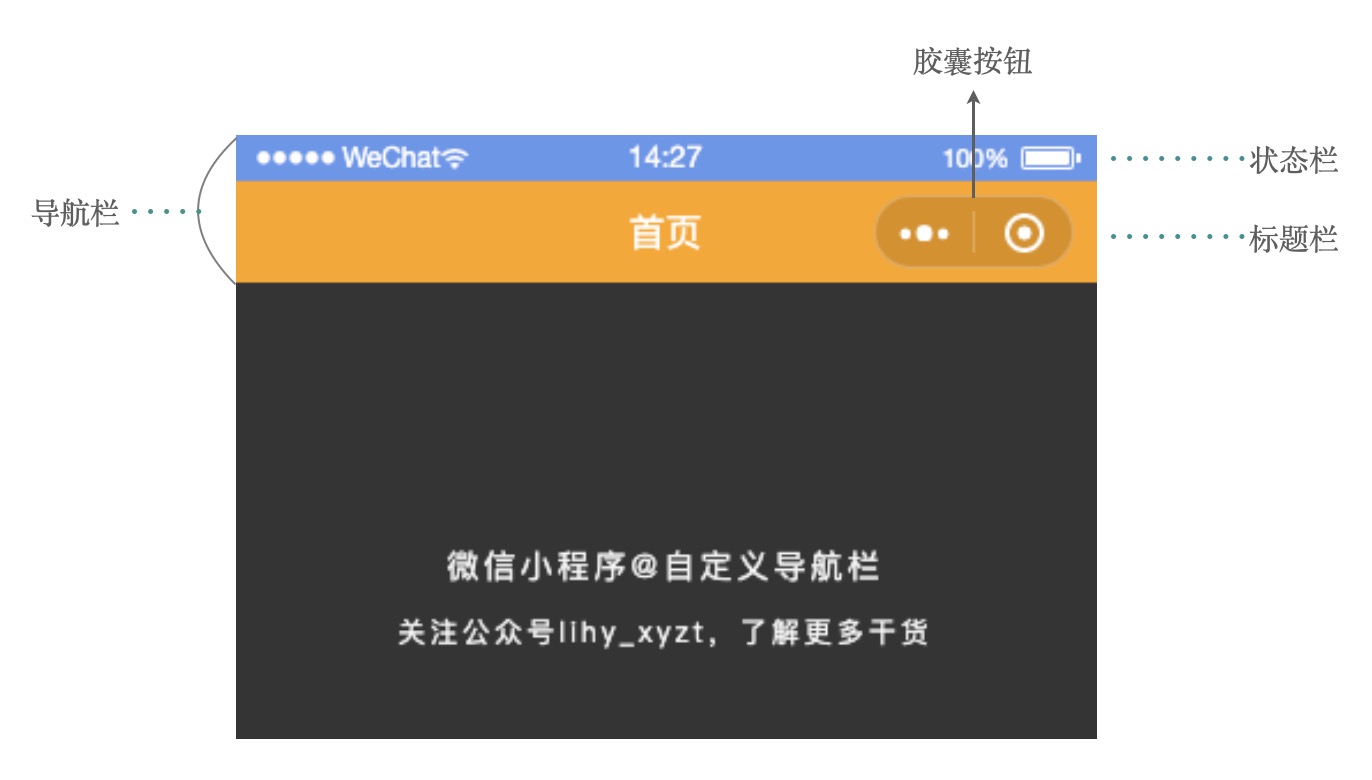 胶囊按钮
WeChat 14:27 100%
状态栏
导航栏
首页
标题栏
微信小程序@自定义导航栏
关注公众号lihy_xyzt，了解更多干货